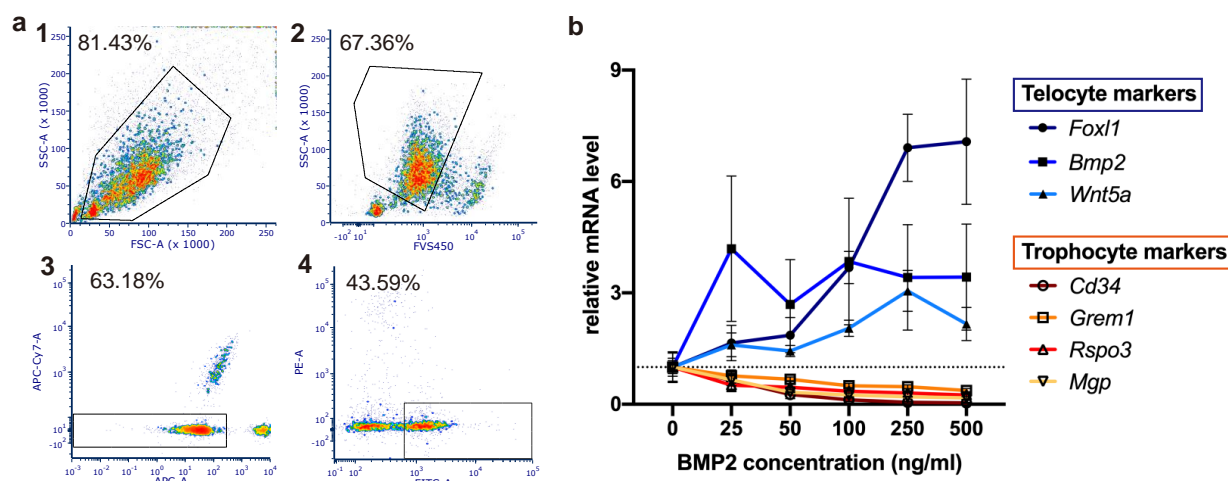 a
1
81.43%
SSC-A (x 1000)
250
200
150
100
50
0
0 50 100 150 200 250
FSC-A (x 1000)
2
67.36%
SSC-A (x 1000)
250
200
150
100
50
0
-10² 10¹ 10³ 10⁴ 10⁵
FVS450
3
63.18%
APC-Cy7-A
10⁵
10⁴
10³
10¹
-10²
10⁻³ 10⁻² 10⁻¹ 10⁰ 10¹ 10² 10³ 10⁴
APC-A
4
43.59%
PE-A
10⁵
10⁴
10³
10²
10¹
-10²
-10² 10¹ 10² 10³ 10⁴ 10⁵
FITC-A
b
relative mRNA level
9
6
3
0
0 25 50 100 250 500
BMP2 concentration (ng/ml)
Telocyte markers
Foxl1
Bmp2
Wnt5a
Trophocyte markers
Cd34
Grem1
Rspo3
Mgp